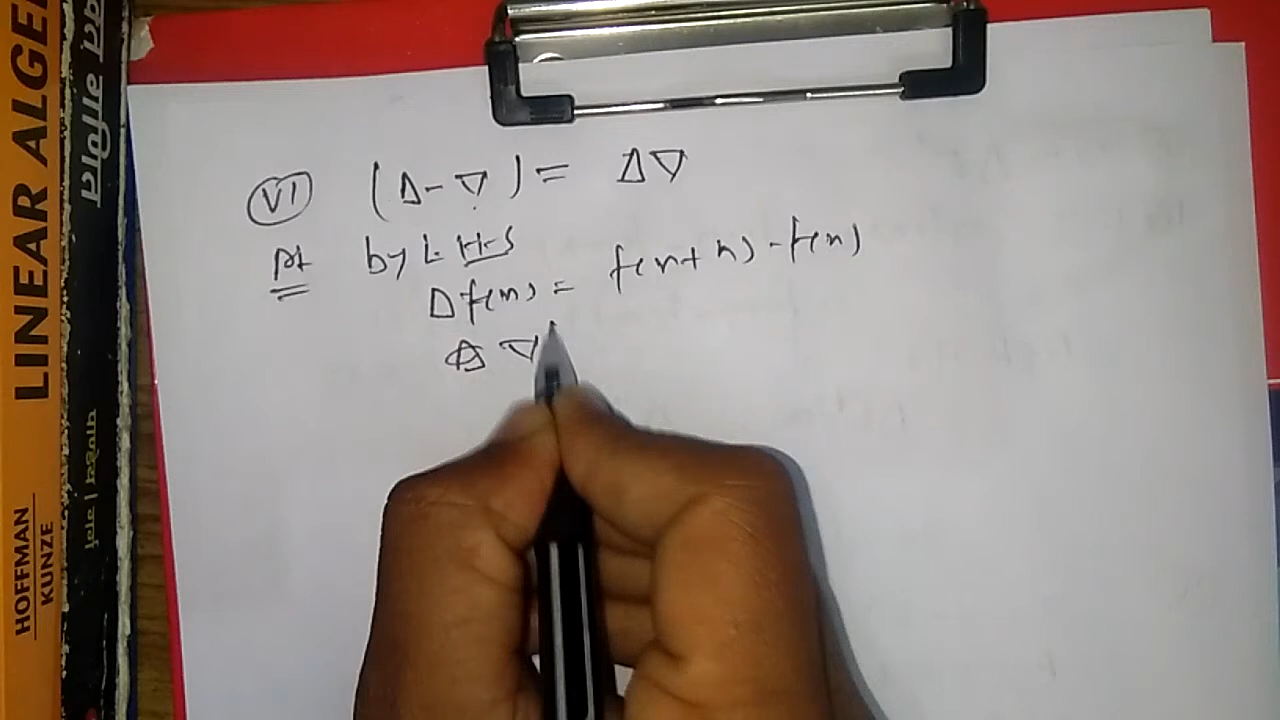 LINEAR ALGE
HOFFMAN
KUNZE
(VI) (Δ-∇) = Δ∇
Pf by L.H.S
Δf(n) = f(n+h)-f(n)
∇